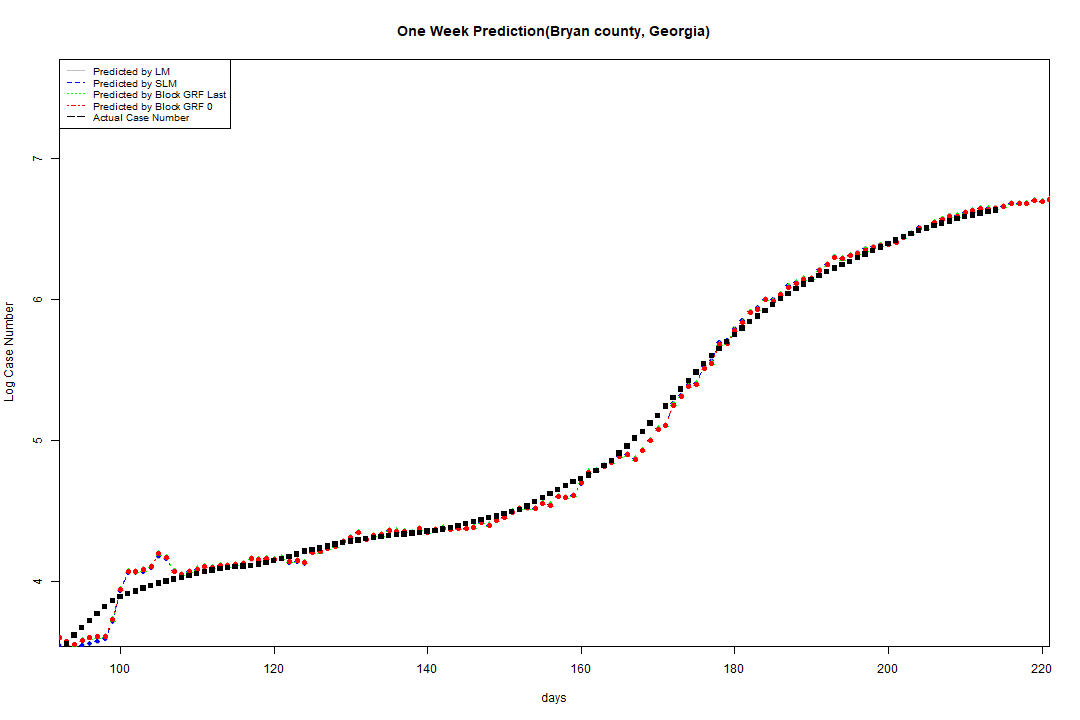 One Week Prediction(Bryan county, Georgia)
Predicted by LM
Predicted by SLM
Predicted by Block GRF Last
Predicted by Block GRF 0
Actual Case Number
7
6
5
4
Log Case Number
100 120 140 160 180 200 220
days